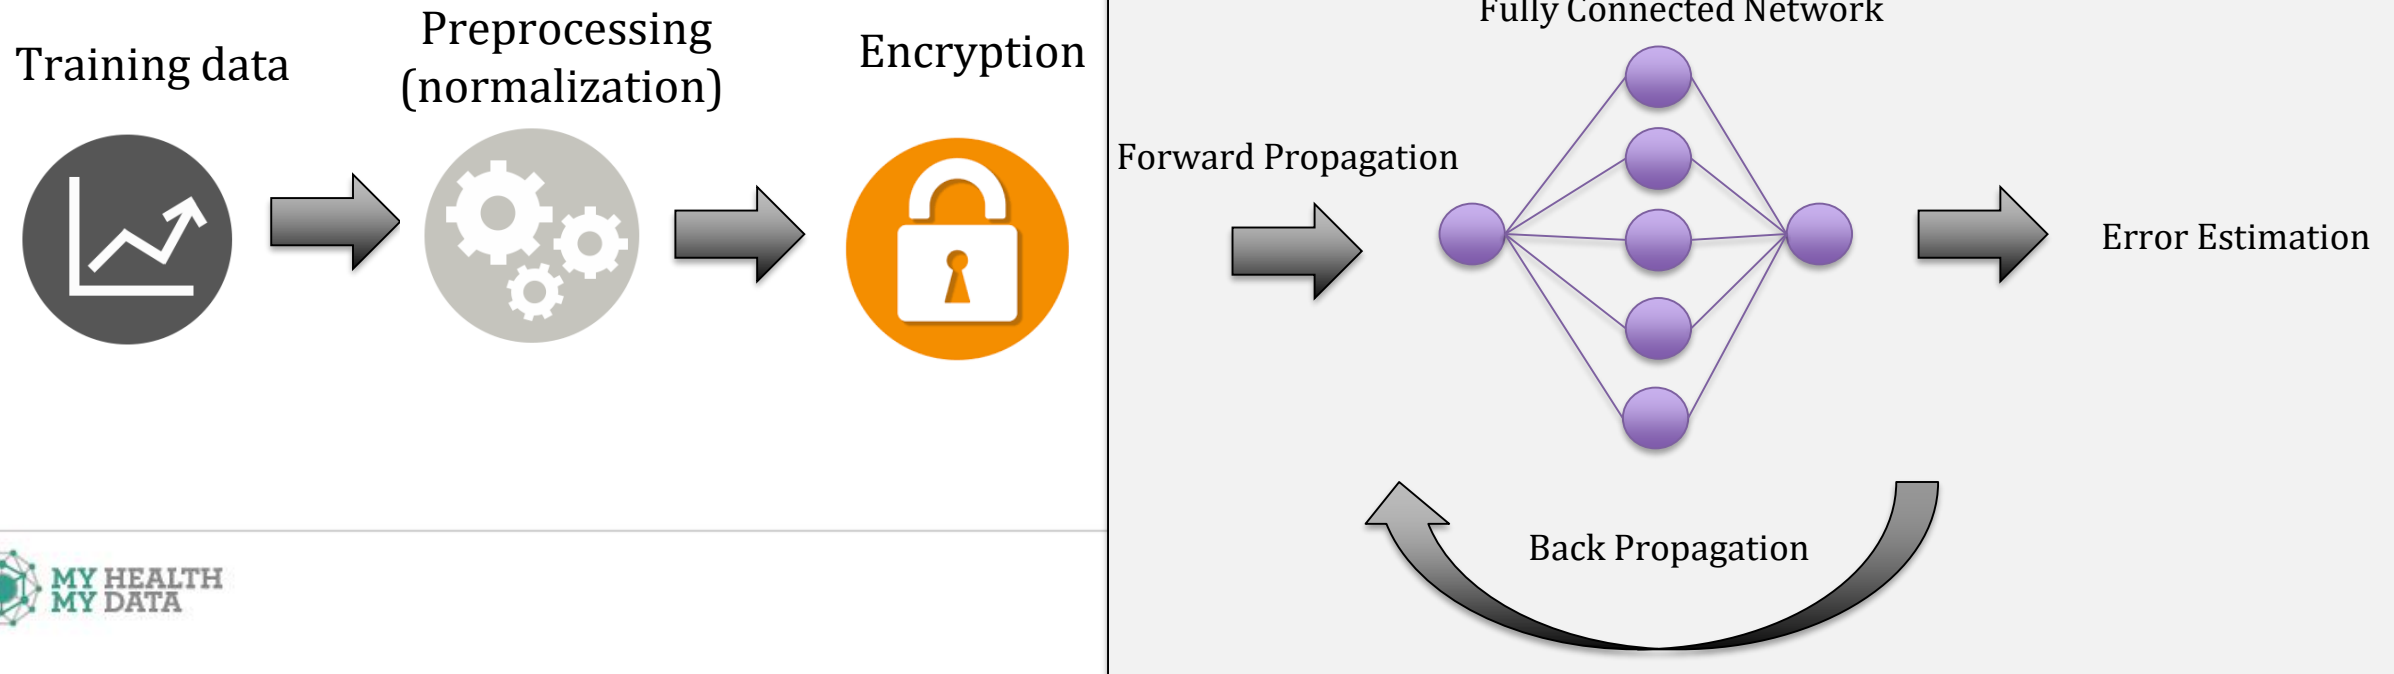 Training data
Preprocessing
(normalization)
Encryption
Fully Connected Network
Forward Propagation
Error Estimation
Back Propagation
MY HEALTH
MY DATA